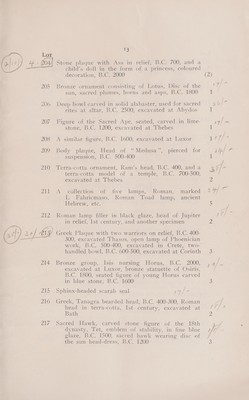 13
Lot
204 Stone plaque with Ass in relief, B.C. 700, and a
child's doll in the form of a princess, coloured
decoration, B.C. 2000 (2)
205 Bronze ornament consisting of Lotus, Disc of the
sun, sacred plumes, horns and asps, B.C. 1800 1
206 Deep bowl carved in solid alabaster, used for sacred
rites at altar, B.C. 2500, excavated at Abydos 1
207 Figure of the Sacred Ape, seated, carved in lime-
stone, B.C. 1200, excavated at Thebes 1
208 A similar figure, B.C. 1600, excavated at Luxor 1
209 Body plaque, Head of "Medusa", pierced for
suspension, B.C. 300-400
210 Terra-cotta ornament, Ram's head, B.C. 400, and a
terra-cotta model of a temple, B.C. 700-500,
excavated at Thebes 2
211 A collection of five lamps, Roman, marked
L. Fabricmaso, Roman Toad lamp, ancient
Hebrew, etc. 5
212 Roman lamp filler in black glaze, head of Jupiter
in relief, 1st century, and another specimen 2
213 Greek Plaque with two warriors on relief, B.C. 400-
300, excavated Thasos, open lamp of Phoenician
work, B.C. 300-400, excavated in Crete, two-
handled bowl, B.C. 600-500, excavated at Corinth 3
214 Bronze group, Isis nursing Horus, B.C. 2000,
excavated at Luxor, bronze statuette of Osiris,
B.C. 1800, seated figure of young Horus carved
in blue stone, B.C. 1600 3
215 Sphinx-headed scarab seal
216 Greek, Tanagra bearded head, B.C. 400-300, Roman
head in terra-cotta, 1st century, excavated at
Bath 2
217 Sacred Hawk, carved stone figure of the 18th
dynasty, Tet, emblem of stability, in fine blue
glaze, B.C. 1500, sacred hawk wearing disc of
the sun head-dress, B.C. 1200 3